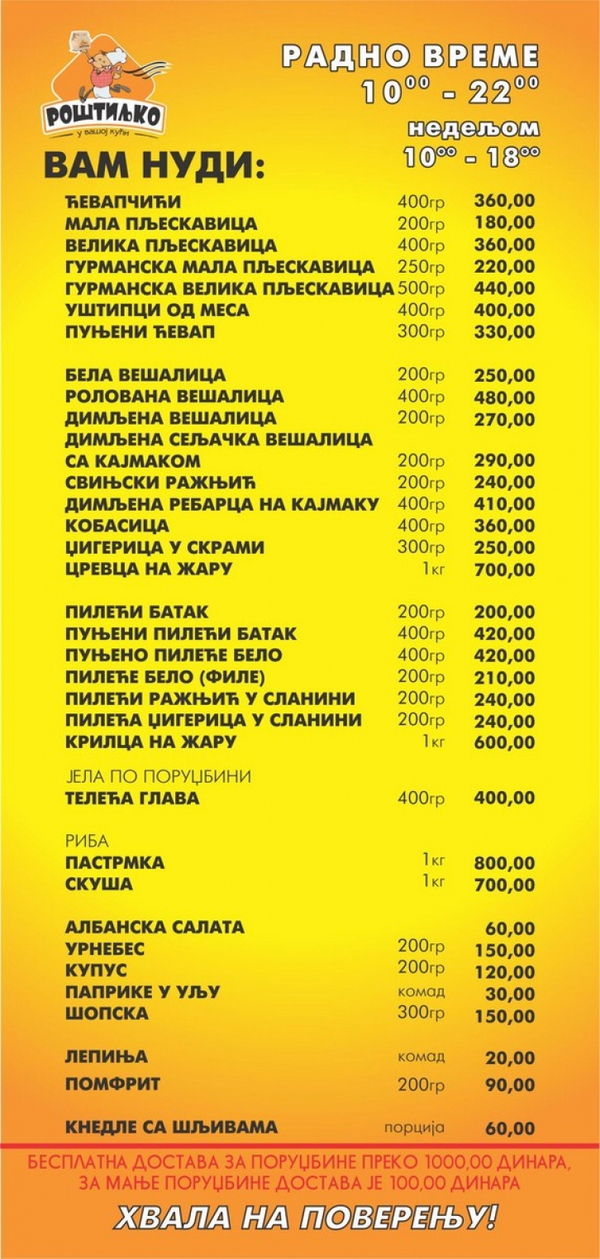 РОШТИЉКО
у вашој кући
РАДНО ВРЕМЕ
10⁰⁰ - 22⁰⁰
недељом
10⁰⁰ - 18⁰⁰
ВАМ НУДИ:
ЋЕВАПЧИЋИ 400гр 360,00
МАЛА ПЉЕСКАВИЦА 200гр 180,00
ВЕЛИКА ПЉЕСКАВИЦА 400гр 360,00
ГУРМАНСКА МАЛА ПЉЕСКАВИЦА 250гр 220,00
ГУРМАНСКА ВЕЛИКА ПЉЕСКАВИЦА 500гр 440,00
УШТИПЦИ ОД МЕСА 400гр 400,00
ПУЊЕНИ ЋЕВАП 300гр 330,00
БЕЛА ВЕШАЛИЦА 200гр 250,00
РОЛОВАНА ВЕШАЛИЦА 400гр 480,00
ДИМЉЕНА ВЕШАЛИЦА 200гр 270,00
ДИМЉЕНА СЕЉАЧКА ВЕШАЛИЦА
СА КАЈМАКОМ 200гр 290,00
СВИЊСКИ РАЖЊИЋ 200гр 240,00
ДИМЉЕНА РЕБАРЦА НА КАЈМАКУ 400гр 410,00
КОБАСИЦА 400гр 360,00
ЏИГЕРИЦА У СКРАМИ 300гр 250,00
ЦРЕВЦА НА ЖАРУ 1кг 700,00
ПИЛЕЋИ БАТАК 200гр 200,00
ПУЊЕНИ ПИЛЕЋИ БАТАК 400гр 420,00
ПУЊЕНО ПИЛЕЋЕ БЕЛО 400гр 420,00
ПИЛЕЋЕ БЕЛО (ФИЛЕ) 200гр 210,00
ПИЛЕЋИ РАЖЊИЋ У СЛАНИНИ 200гр 240,00
ПИЛЕЋА ЏИГЕРИЦА У СЛАНИНИ 200гр 240,00
КРИЛЦА НА ЖАРУ 1кг 600,00
ЈЕЛА ПО ПОРУЏБИНИ
ТЕЛЕЋА ГЛАВА 400гр 400,00
РИБА
ПАСТРМКА 1кг 800,00
СКУША 1кг 700,00
АЛБАНСКА САЛАТА 60,00
УРНЕБЕС 200гр 150,00
КУПУС 200гр 120,00
ПАПРИКЕ У УЉУ комад 30,00
ШОПСКА 300гр 150,00
ЛЕПИЊА комад 20,00
ПОМФРИТ 200гр 90,00
КНЕДЛЕ СА ШЉИВАМА порција 60,00
БЕСПЛАТНА ДОСТАВА ЗА ПОРУЏБИНЕ ПРЕКО 1000,00 ДИНАРА,
ЗА МАЊЕ ПОРУЏБИНЕ ДОСТАВА ЈЕ 100,00 ДИНАРА
ХВАЛА НА ПОВЕРЕЊУ!